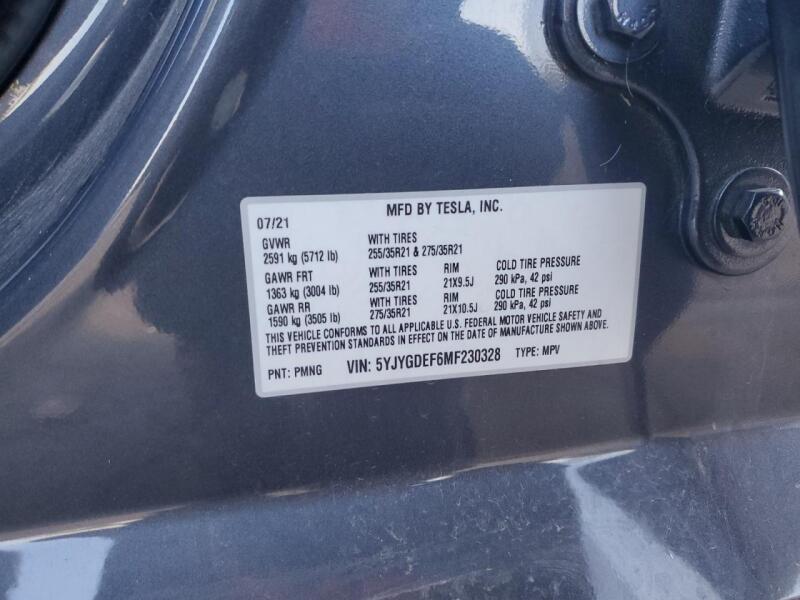 MFD BY TESLA, INC.
07/21
GVWR WITH TIRES
2591 kg (5712 lb) 255/35R21 & 275/35R21
GAWR FRT WITH TIRES RIM COLD TIRE PRESSURE
1363 kg (3004 lb) 255/35R21 21X9.5J 290 kPa, 42 psi
GAWR RR WITH TIRES RIM COLD TIRE PRESSURE
1590 kg (3505 lb) 275/35R21 21X10.5J 290 kPa, 42 psi
THIS VEHICLE CONFORMS TO ALL APPLICABLE U.S. FEDERAL MOTOR VEHICLE SAFETY AND
THEFT PREVENTION STANDARDS IN EFFECT ON THE DATE OF MANUFACTURE SHOWN ABOVE.
PNT: PMNG VIN: 5YJYGDEF6MF230328 TYPE: MPV